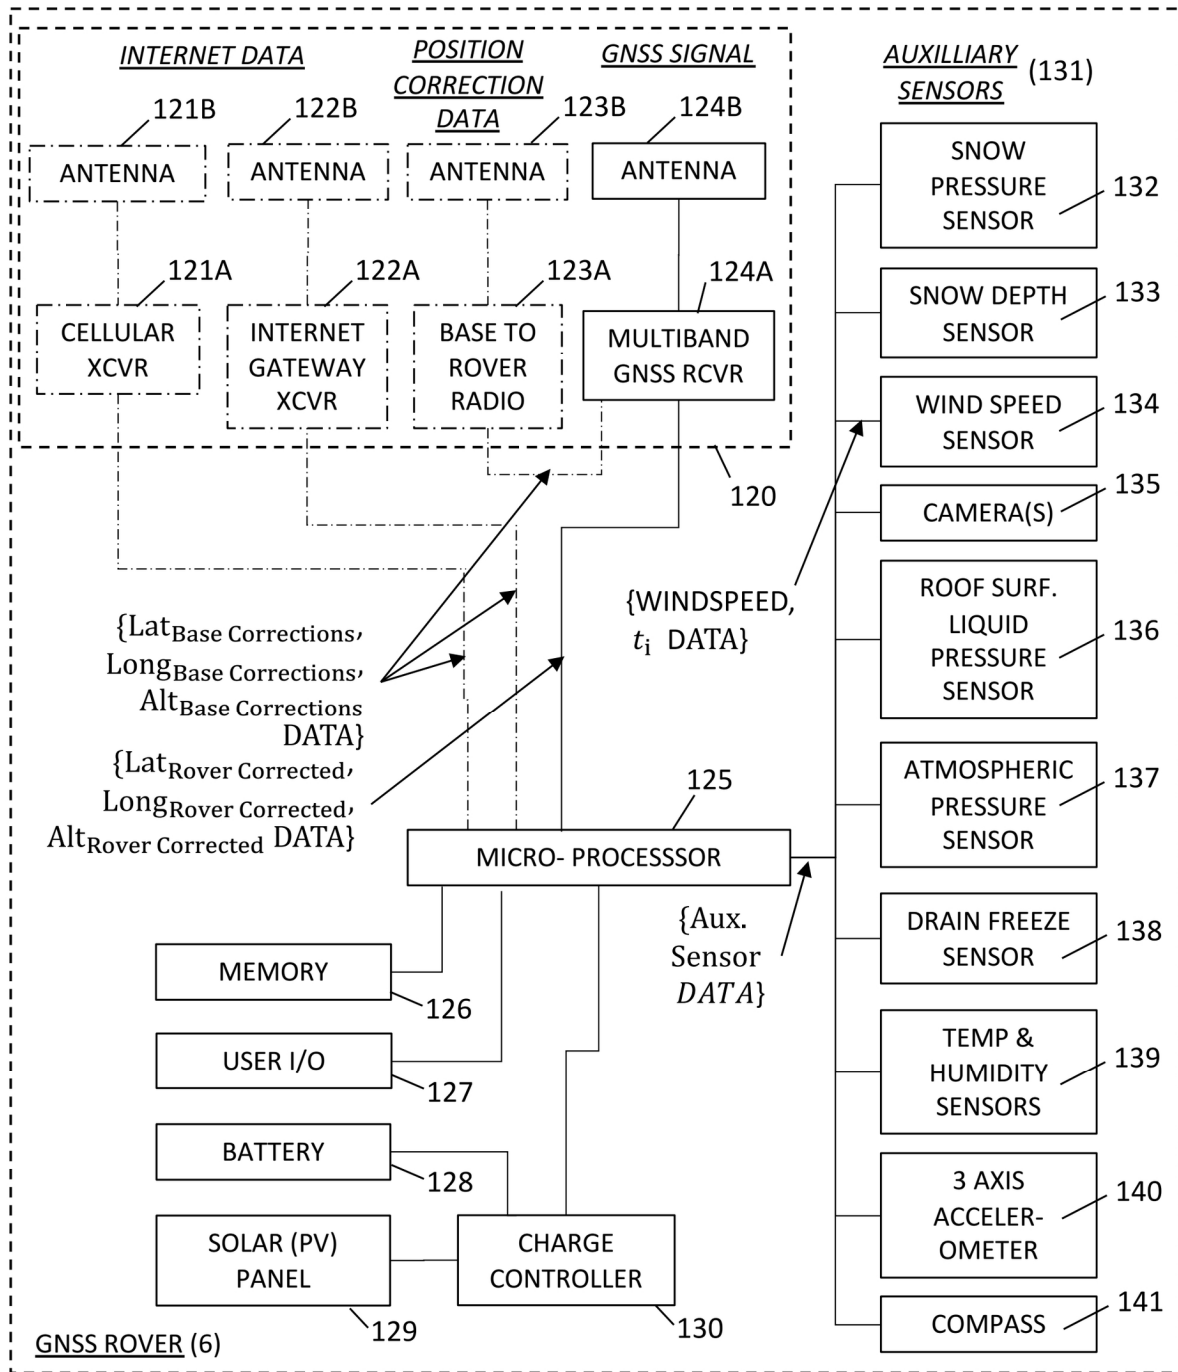 INTERNET DATA
POSITION
CORRECTION
DATA
GNSS SIGNAL
AUXILLIARY
SENSORS
(131)
121B
122B
123B
124B
ANTENNA
ANTENNA
ANTENNA
ANTENNA
121A
122A
123A
124A
CELLULAR
XCVR
INTERNET
GATEWAY
XCVR
BASE TO
ROVER
RADIO
MULTIBAND
GNSS RCVR
120
SNOW
PRESSURE
SENSOR
132
SNOW DEPTH
SENSOR
133
WIND SPEED
SENSOR
134
CAMERA(S)
135
ROOF SURF.
LIQUID
PRESSURE
SENSOR
136
ATMOSPHERIC
PRESSURE
SENSOR
137
DRAIN FREEZE
SENSOR
138
TEMP &
HUMIDITY
SENSORS
139
3 AXIS
ACCELER-
OMETER
140
COMPASS
141
{WINDSPEED,
ti DATA}
{LatBase Corrections,
LongBase Corrections,
AltBase Corrections
DATA}
{LatRover Corrected,
LongRover Corrected,
AltRover Corrected DATA}
125
MICRO- PROCESSSOR
{Aux.
Sensor
DATA}
MEMORY
126
USER I/O
127
BATTERY
128
SOLAR (PV)
PANEL
129
CHARGE
CONTROLLER
130
GNSS ROVER (6)